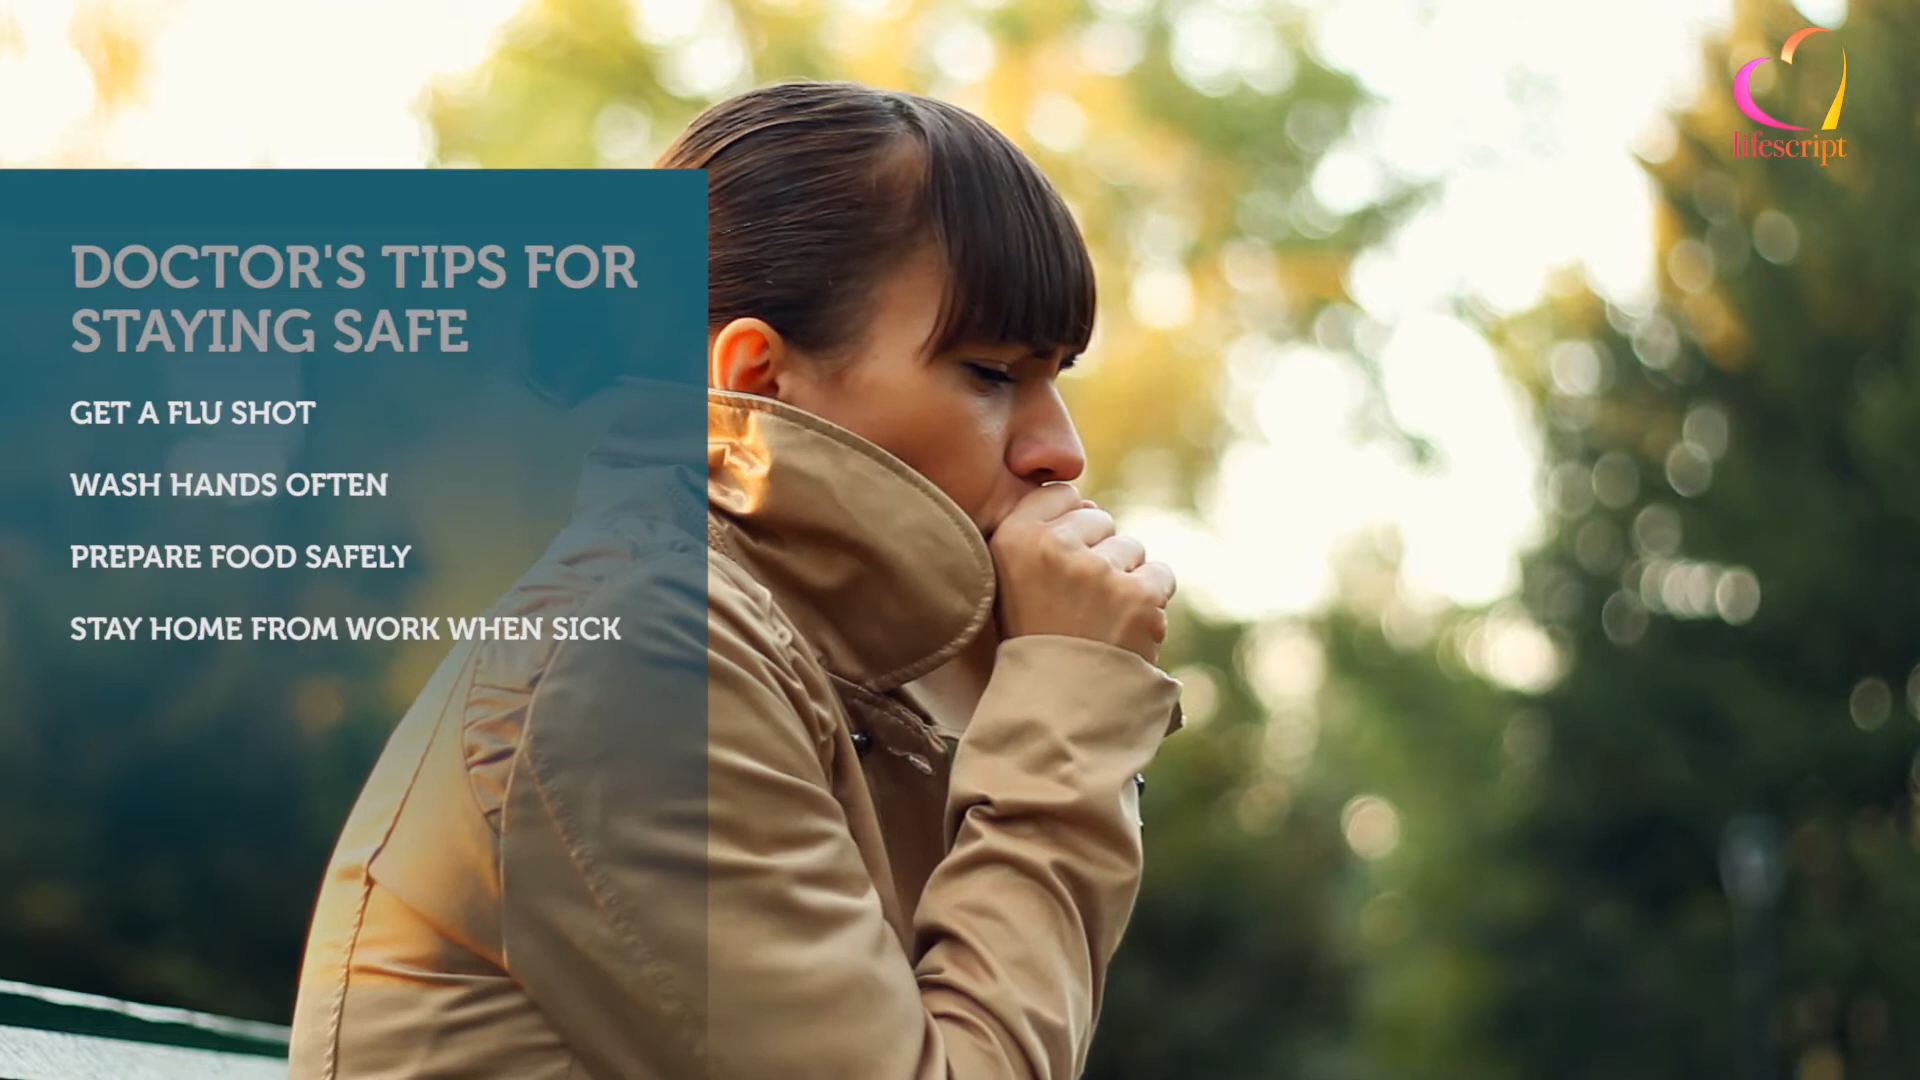 DOCTOR'S TIPS FOR
STAYING SAFE
GET A FLU SHOT
WASH HANDS OFTEN
PREPARE FOOD SAFELY
STAY HOME FROM WORK WHEN SICK
lifescript